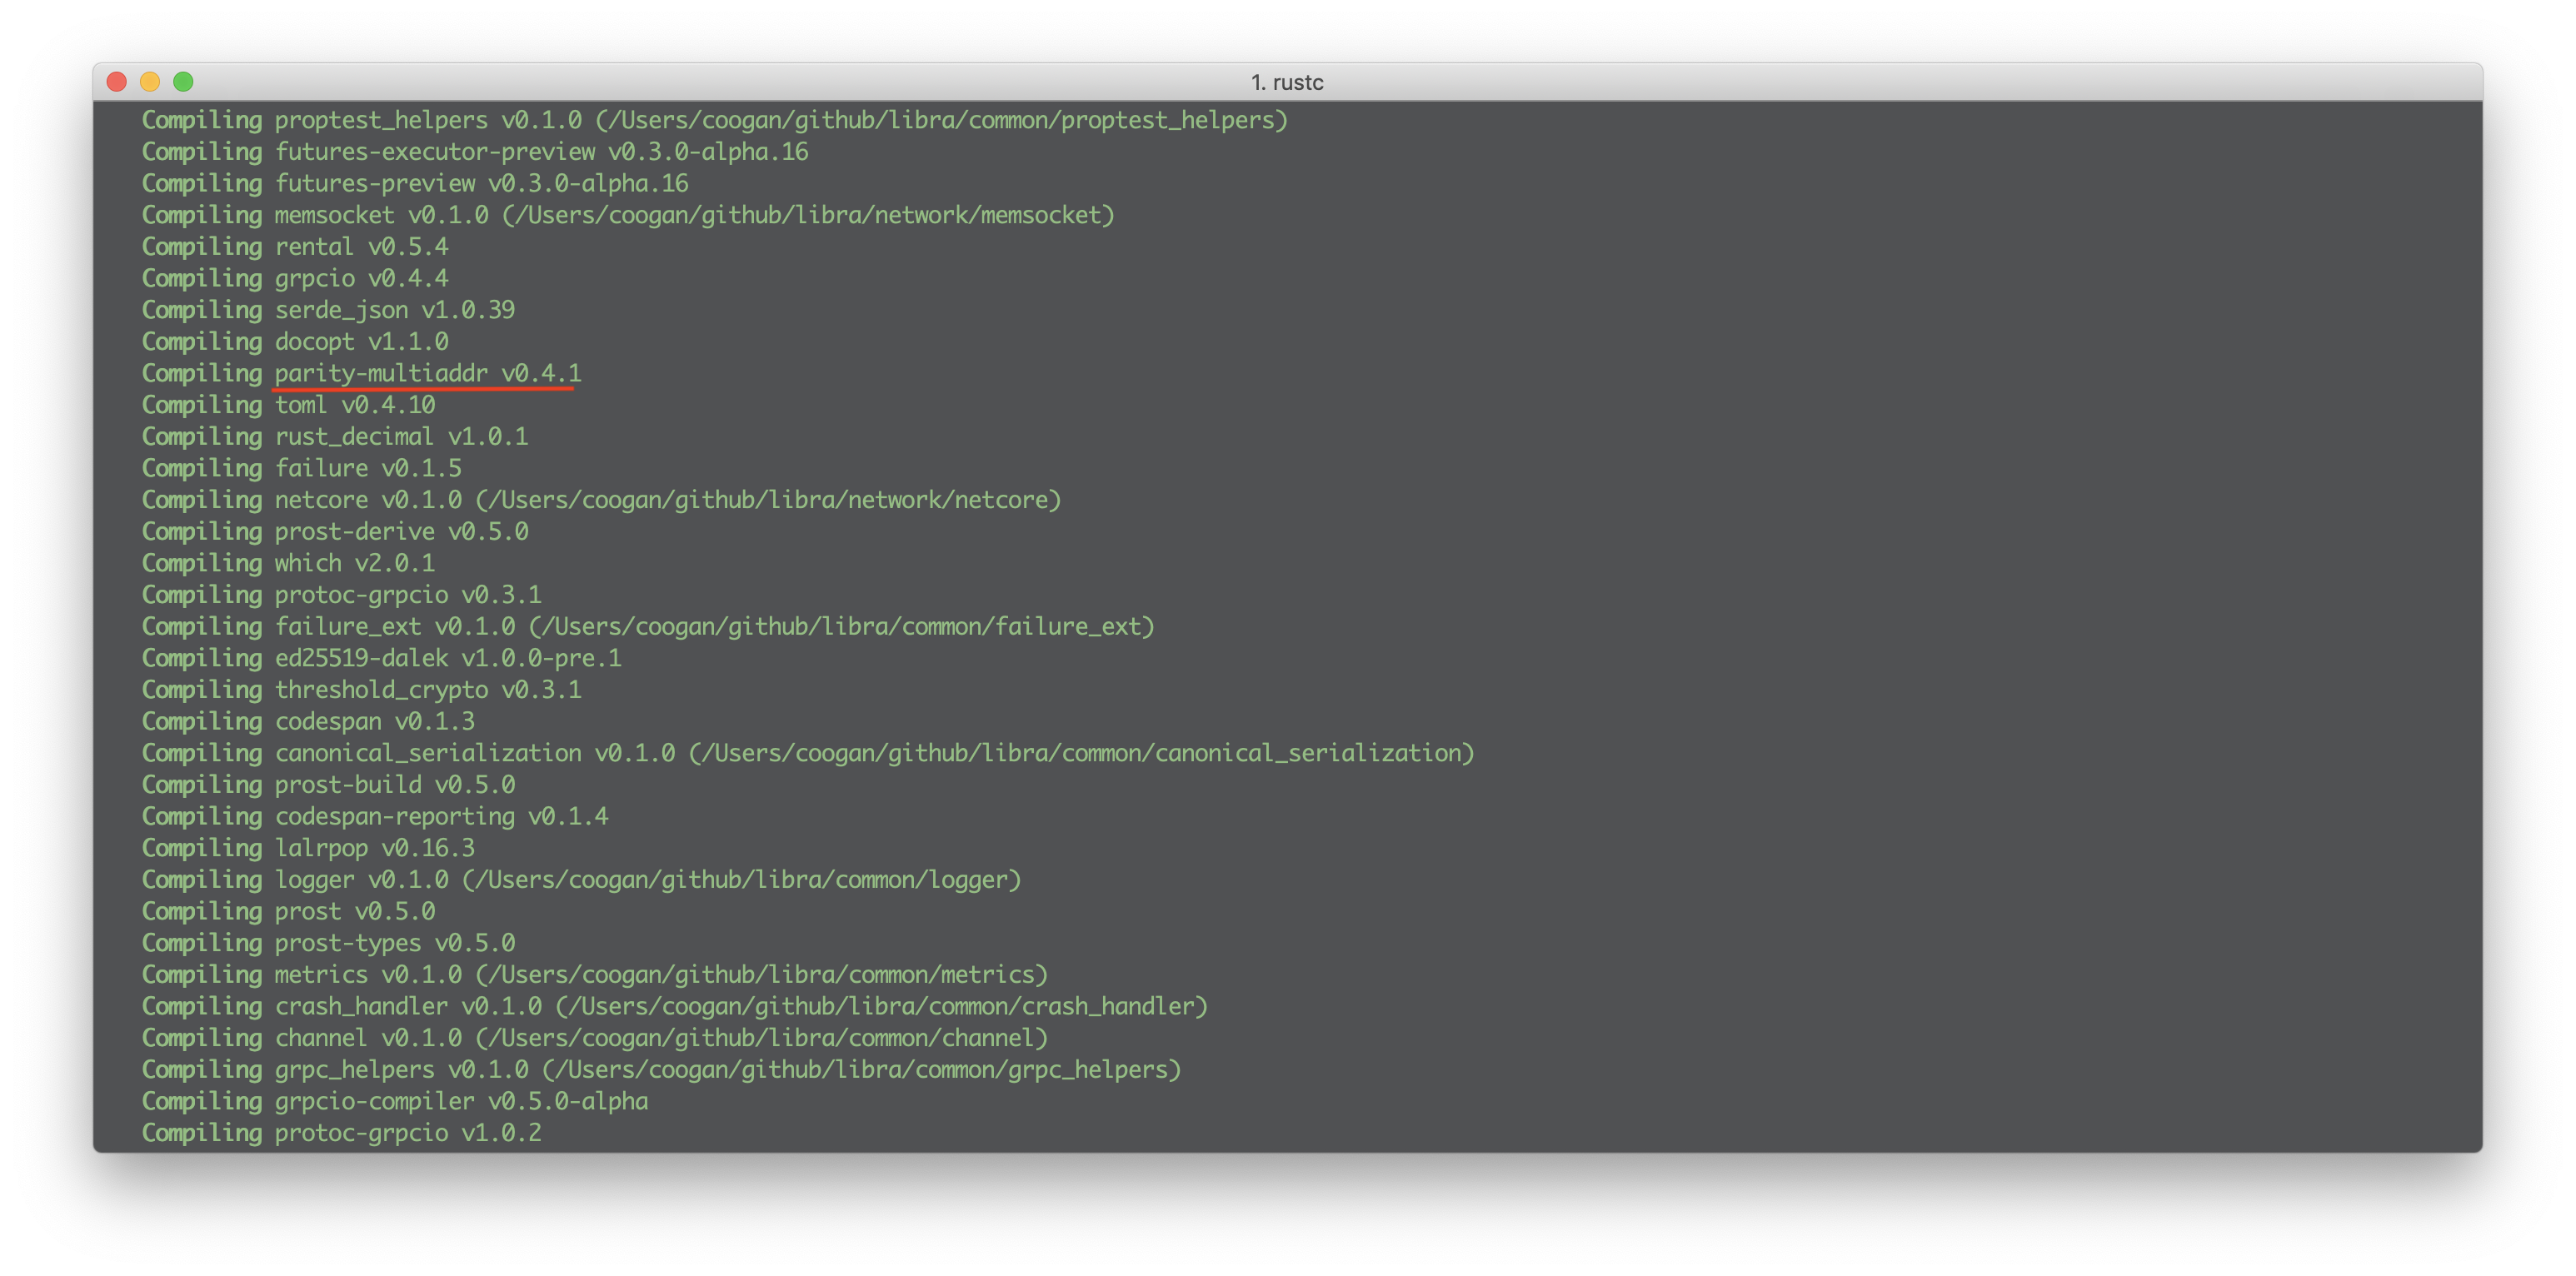 1. rustc
Compiling proptest_helpers v0.1.0 (/Users/coogan/github/libra/common/proptest_helpers)
Compiling futures-executor-preview v0.3.0-alpha.16
Compiling futures-preview v0.3.0-alpha.16
Compiling memsocket v0.1.0 (/Users/coogan/github/libra/network/memsocket)
Compiling rental v0.5.4
Compiling grpcio v0.4.4
Compiling serde_json v1.0.39
Compiling docopt v1.1.0
Compiling parity-multiaddr v0.4.1
Compiling toml v0.4.10
Compiling rust_decimal v1.0.1
Compiling failure v0.1.5
Compiling netcore v0.1.0 (/Users/coogan/github/libra/network/netcore)
Compiling prost-derive v0.5.0
Compiling which v2.0.1
Compiling protoc-grpcio v0.3.1
Compiling failure_ext v0.1.0 (/Users/coogan/github/libra/common/failure_ext)
Compiling ed25519-dalek v1.0.0-pre.1
Compiling threshold_crypto v0.3.1
Compiling codespan v0.1.3
Compiling canonical_serialization v0.1.0 (/Users/coogan/github/libra/common/canonical_serialization)
Compiling prost-build v0.5.0
Compiling codespan-reporting v0.1.4
Compiling lalrpop v0.16.3
Compiling logger v0.1.0 (/Users/coogan/github/libra/common/logger)
Compiling prost v0.5.0
Compiling prost-types v0.5.0
Compiling metrics v0.1.0 (/Users/coogan/github/libra/common/metrics)
Compiling crash_handler v0.1.0 (/Users/coogan/github/libra/common/crash_handler)
Compiling channel v0.1.0 (/Users/coogan/github/libra/common/channel)
Compiling grpc_helpers v0.1.0 (/Users/coogan/github/libra/common/grpc_helpers)
Compiling grpcio-compiler v0.5.0-alpha
Compiling protoc-grpcio v1.0.2